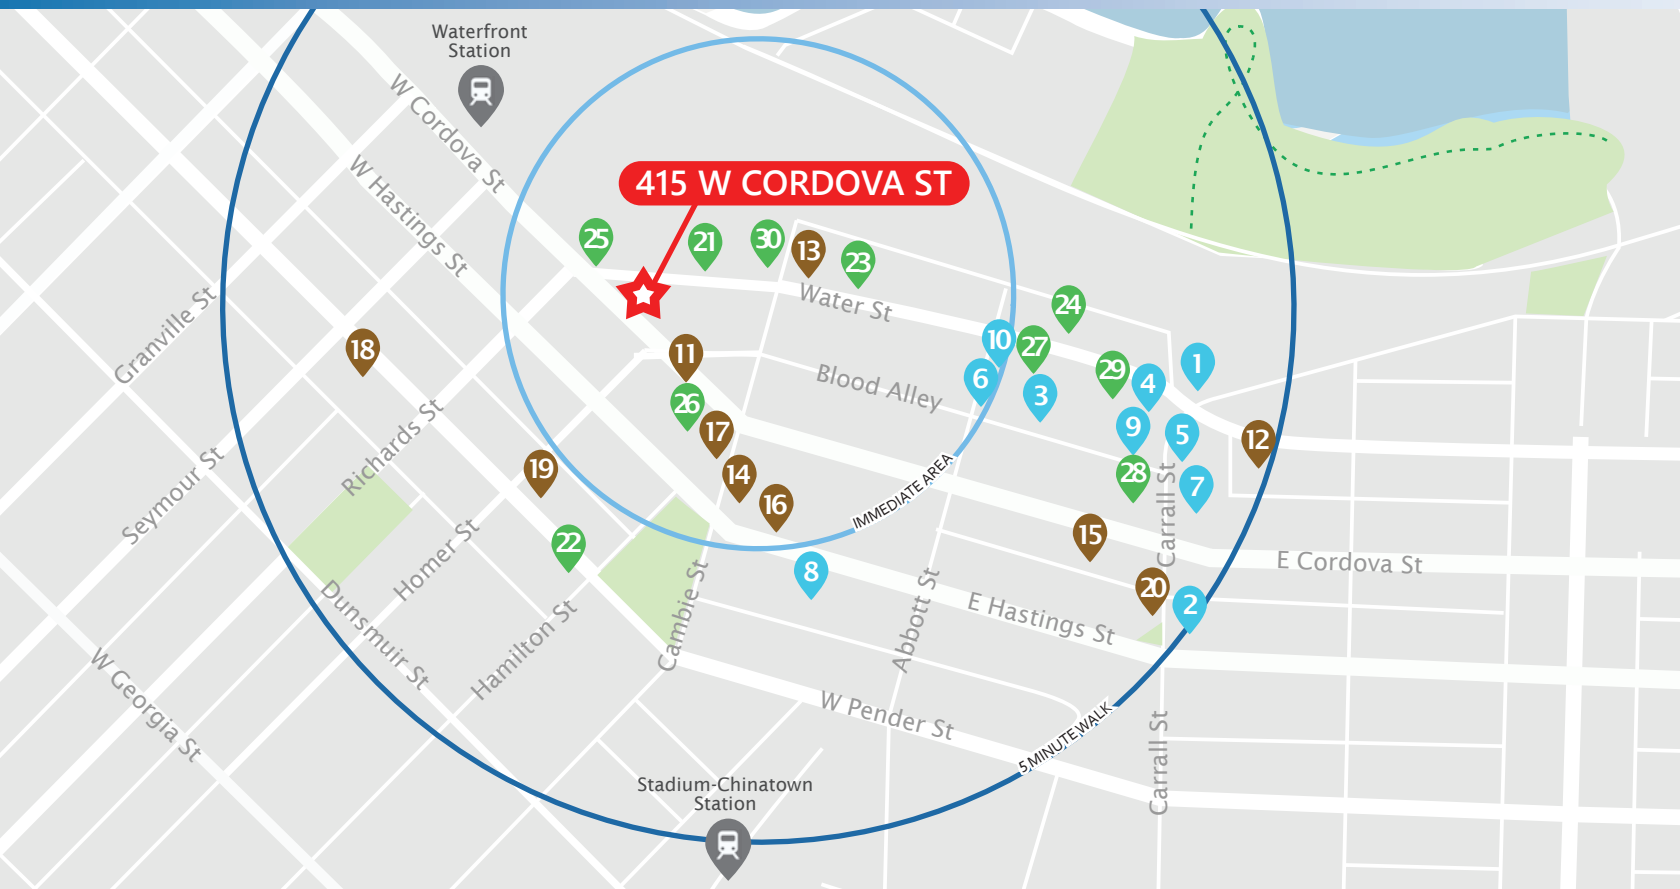 Waterfront
Station
W Cordova St
W Hastings St
415 W CORDOVA ST
25
21
30
13
23
Water St
24
Granville St
18
11
10
27
1
29
4
6
3
Blood Alley
26
17
9
5
12
Richards St
19
14
28
7
Seymour St
16
IMMEDIATE AREA
Carrall St
15
Homer St
22
8
E Cordova St
20
2
Dunsmuir St
Hamilton St
Cambie St
Abbott St
E Hastings St
W Georgia St
W Pender St
5 MINUTE WALK
Carrall St
Stadium-Chinatown
Station